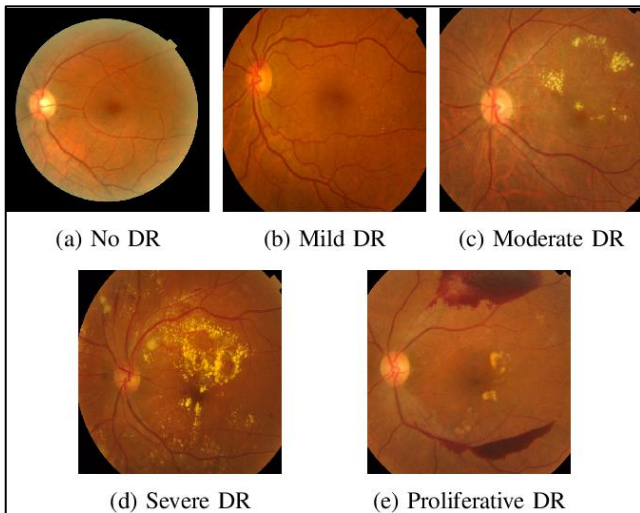 (a) No DR
(b) Mild DR
(c) Moderate DR
(d) Severe DR
(e) Proliferative DR